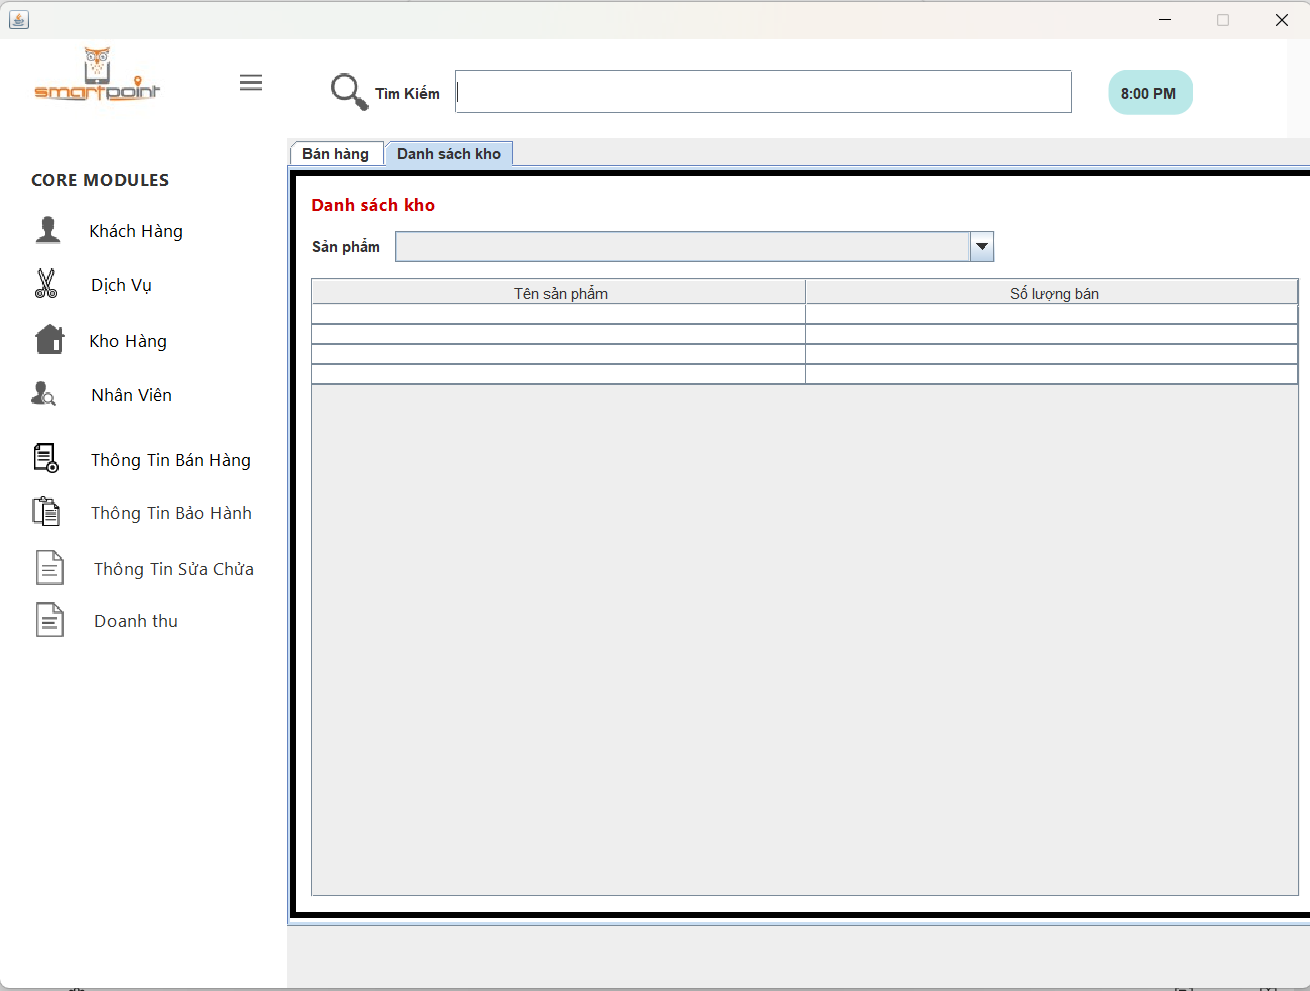 smartpoint
Tìm Kiếm
8:00 PM
Bán hàng
Danh sách kho
CORE MODULES
Khách Hàng
Dịch Vụ
Kho Hàng
Nhân Viên
Thông Tin Bán Hàng
Thông Tin Bảo Hành
Thông Tin Sửa Chửa
Doanh thu
Danh sách kho
Sản phẩm
Tên sản phẩm
Số lượng bán